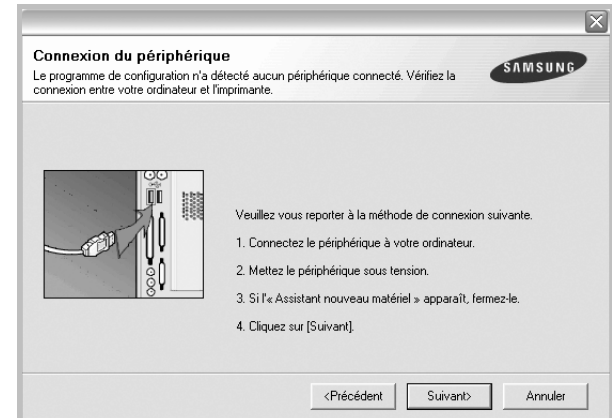 Connexion du périphérique
Le programme de configuration n'a détecté aucun périphérique connecté. Vérifiez la
connexion entre votre ordinateur et l'imprimante.
SAMSUNG
Veuillez vous reporter à la méthode de connexion suivante.
1. Connectez le périphérique à votre ordinateur.
2. Mettez le périphérique sous tension.
3. Si l'« Assistant nouveau matériel » apparaît, fermez-le.
4. Cliquez sur [Suivant].
<Précédent Suivant> Annuler